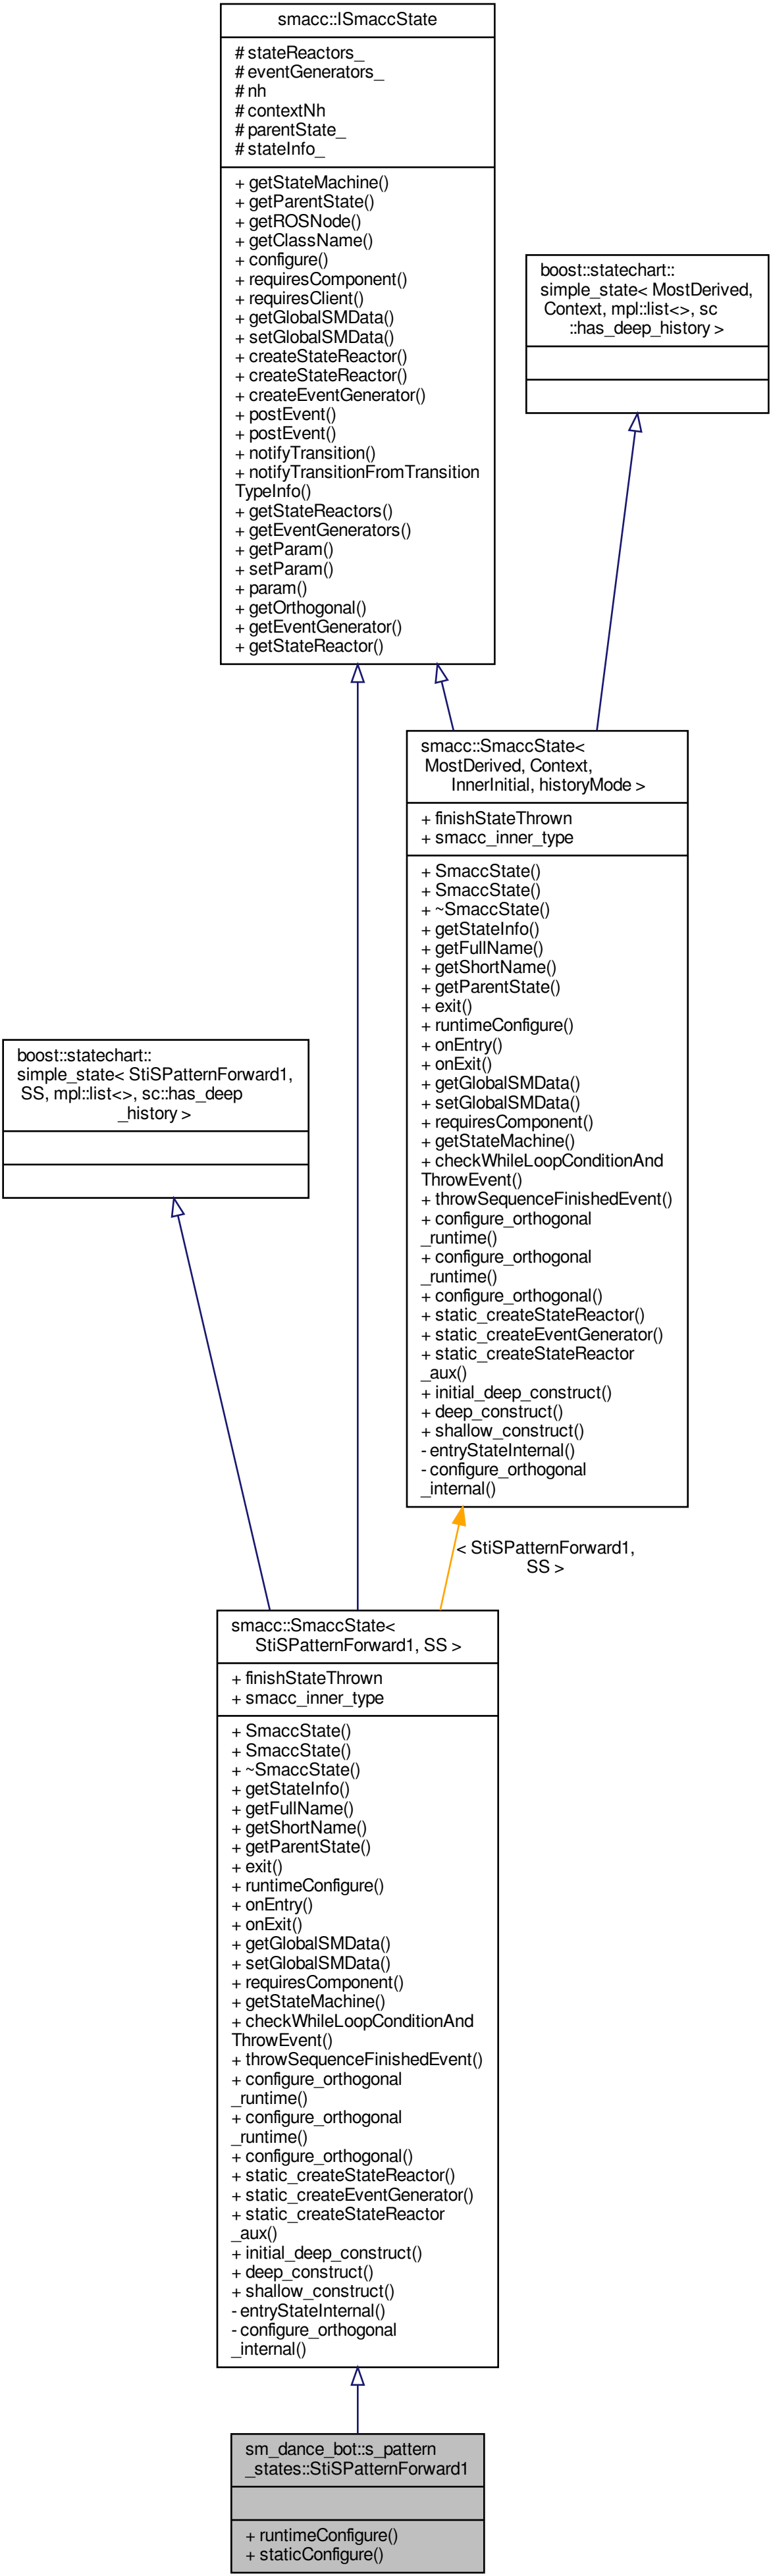 smacc::ISmaccState
# stateReactors_
# eventGenerators_
# nh
# contextNh
# parentState_
# stateInfo_
+ getStateMachine()
+ getParentState()
+ getROSNode()
+ getClassName()
+ configure()
+ requiresComponent()
+ requiresClient()
+ getGlobalSMData()
+ setGlobalSMData()
+ createStateReactor()
+ createStateReactor()
+ createEventGenerator()
+ postEvent()
+ postEvent()
+ notifyTransition()
+ notifyTransitionFromTransition
TypeInfo()
+ getStateReactors()
+ getEventGenerators()
+ getParam()
+ setParam()
+ param()
+ getOrthogonal()
+ getEventGenerator()
+ getStateReactor()
boost::statechart::
simple_state< MostDerived,
Context, mpl::list<>, sc
::has_deep_history >
smacc::SmaccState<
MostDerived, Context,
InnerInitial, historyMode >
+ finishStateThrown
+ smacc_inner_type
+ SmaccState()
+ SmaccState()
+ ~SmaccState()
+ getStateInfo()
+ getFullName()
+ getShortName()
+ getParentState()
+ exit()
+ runtimeConfigure()
+ onEntry()
+ onExit()
+ getGlobalSMData()
+ setGlobalSMData()
+ requiresComponent()
+ getStateMachine()
+ checkWhileLoopConditionAnd
ThrowEvent()
+ throwSequenceFinishedEvent()
+ configure_orthogonal
_runtime()
+ configure_orthogonal
_runtime()
+ configure_orthogonal()
+ static_createStateReactor()
+ static_createEventGenerator()
+ static_createStateReactor
_aux()
+ initial_deep_construct()
+ deep_construct()
+ shallow_construct()
- entryStateInternal()
- configure_orthogonal
_internal()
boost::statechart::
simple_state< StiSPatternForward1,
SS, mpl::list<>, sc::has_deep
_history >
< StiSPatternForward1,
SS >
smacc::SmaccState<
StiSPatternForward1, SS >
+ finishStateThrown
+ smacc_inner_type
+ SmaccState()
+ SmaccState()
+ ~SmaccState()
+ getStateInfo()
+ getFullName()
+ getShortName()
+ getParentState()
+ exit()
+ runtimeConfigure()
+ onEntry()
+ onExit()
+ getGlobalSMData()
+ setGlobalSMData()
+ requiresComponent()
+ getStateMachine()
+ checkWhileLoopConditionAnd
ThrowEvent()
+ throwSequenceFinishedEvent()
+ configure_orthogonal
_runtime()
+ configure_orthogonal
_runtime()
+ configure_orthogonal()
+ static_createStateReactor()
+ static_createEventGenerator()
+ static_createStateReactor
_aux()
+ initial_deep_construct()
+ deep_construct()
+ shallow_construct()
- entryStateInternal()
- configure_orthogonal
_internal()
sm_dance_bot::s_pattern
_states::StiSPatternForward1
+ runtimeConfigure()
+ staticConfigure()